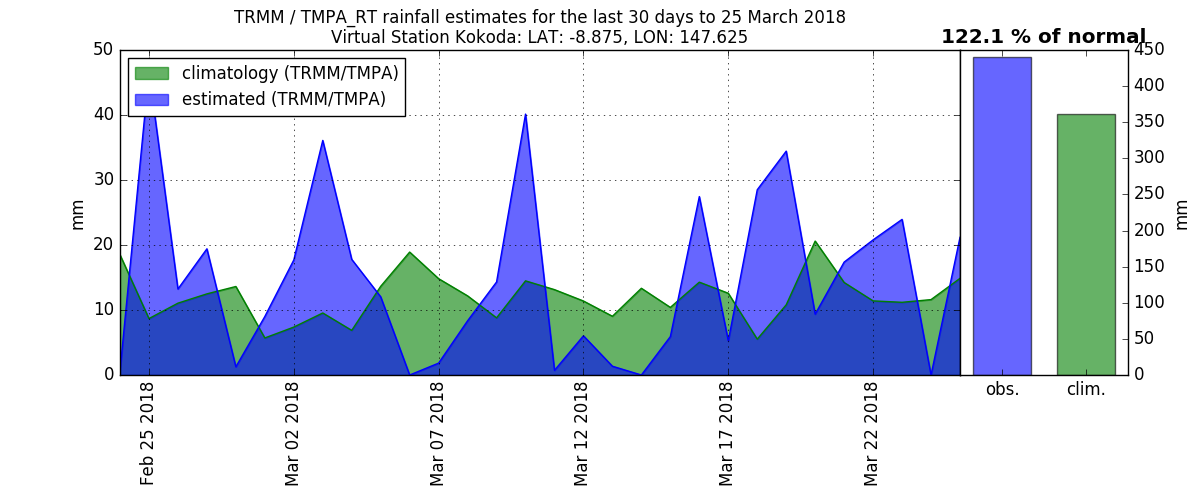 TRMM / TMPA_RT rainfall estimates for the last 30 days to 25 March 2018
Virtual Station Kokoda: LAT: -8.875, LON: 147.625
122.1 % of normal
climatology (TRMM/TMPA)
estimated (TRMM/TMPA)
50
40
30
20
10
0
mm
Feb 25 2018
Mar 02 2018
Mar 07 2018
Mar 12 2018
Mar 17 2018
Mar 22 2018
obs.
clim.
450
400
350
300
250
200
150
100
50
0
mm